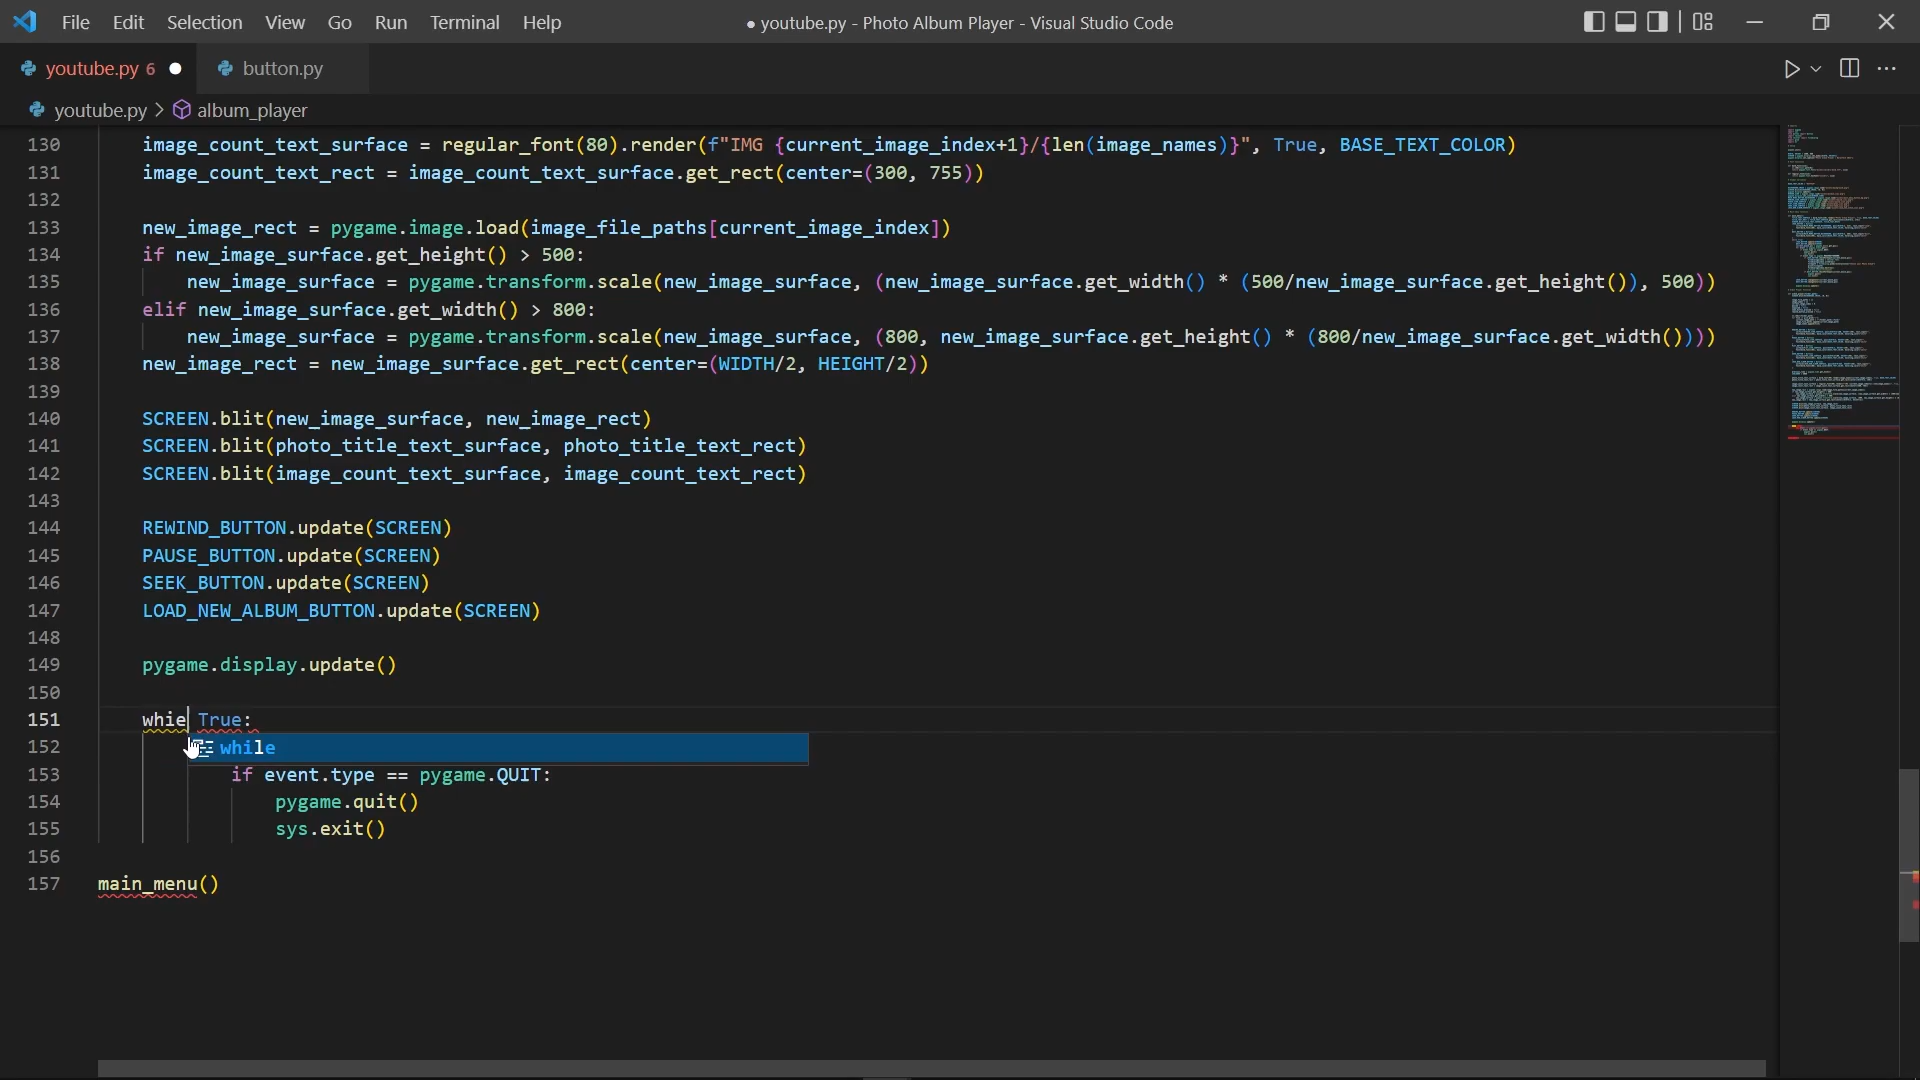 File Edit Selection View Go Run Terminal Help
● youtube.py - Photo Album Player - Visual Studio Code
youtube.py 6 ●
button.py
youtube.py > album_player
130 image_count_text_surface = regular_font(80).render(f"IMG {current_image_index+1}/{len(image_names)}", True, BASE_TEXT_COLOR)
131 image_count_text_rect = image_count_text_surface.get_rect(center=(300, 755))
132
133 new_image_rect = pygame.image.load(image_file_paths[current_image_index])
134 if new_image_surface.get_height() > 500:
135 new_image_surface = pygame.transform.scale(new_image_surface, (new_image_surface.get_width() * (500/new_image_surface.get_height()), 500))
136 elif new_image_surface.get_width() > 800:
137 new_image_surface = pygame.transform.scale(new_image_surface, (800, new_image_surface.get_height() * (800/new_image_surface.get_width())))
138 new_image_rect = new_image_surface.get_rect(center=(WIDTH/2, HEIGHT/2))
139
140 SCREEN.blit(new_image_surface, new_image_rect)
141 SCREEN.blit(photo_title_text_surface, photo_title_text_rect)
142 SCREEN.blit(image_count_text_surface, image_count_text_rect)
143
144 REWIND_BUTTON.update(SCREEN)
145 PAUSE_BUTTON.update(SCREEN)
146 SEEK_BUTTON.update(SCREEN)
147 LOAD_NEW_ALBUM_BUTTON.update(SCREEN)
148
149 pygame.display.update()
150
151 whie True:
152 while
153 if event.type == pygame.QUIT:
154 pygame.quit()
155 sys.exit()
156
157 main_menu()